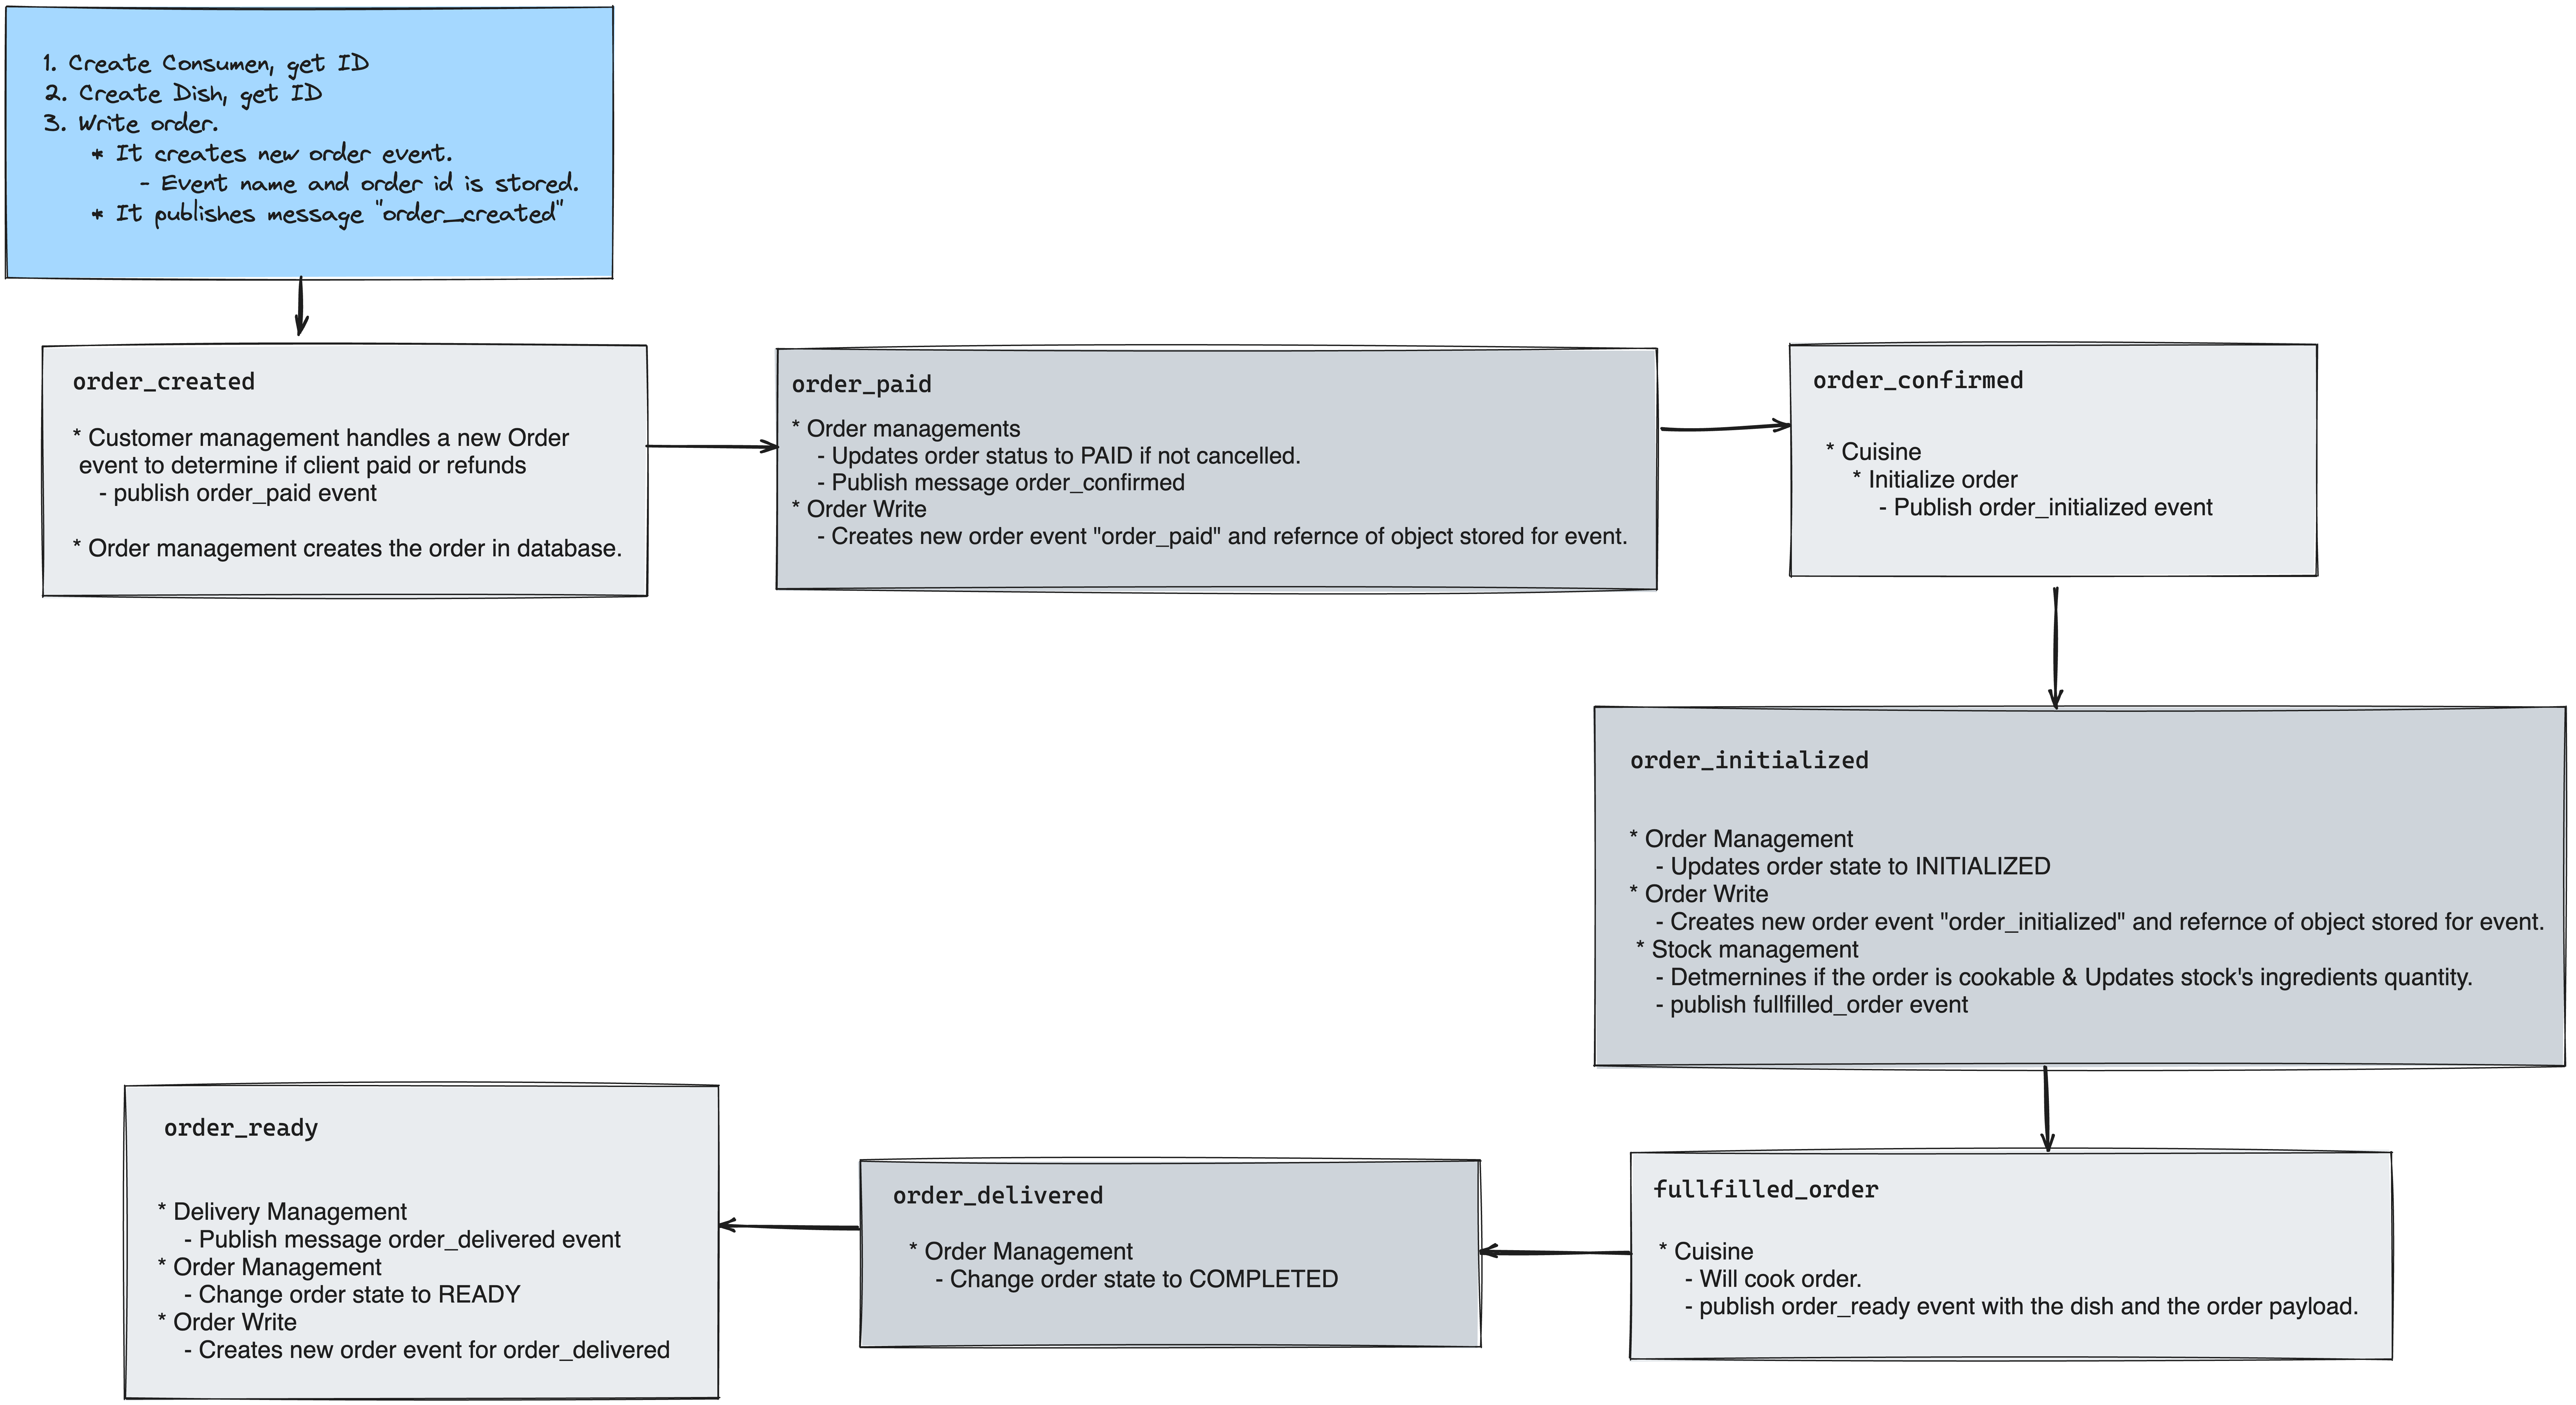 1. Create Consumen, get ID
2. Create Dish, get ID
3. Write order.
* It creates new order event.
- Event name and order id is stored.
* It publishes message "order_created"
order_created
* Customer management handles a new Order
event to determine if client paid or refunds
- publish order_paid event
* Order management creates the order in database.
order_paid
* Order managements
- Updates order status to PAID if not cancelled.
- Publish message order_confirmed
* Order Write
- Creates new order event "order_paid" and refernce of object stored for event.
order_confirmed
* Cuisine
* Initialize order
- Publish order_initialized event
order_initialized
* Order Management
- Updates order state to INITIALIZED
* Order Write
- Creates new order event "order_initialized" and refernce of object stored for event.
* Stock management
- Detmernines if the order is cookable & Updates stock's ingredients quantity.
- publish fullfilled_order event
fullfilled_order
* Cuisine
- Will cook order.
- publish order_ready event with the dish and the order payload.
order_delivered
* Order Management
- Change order state to COMPLETED
order_ready
* Delivery Management
- Publish message order_delivered event
* Order Management
- Change order state to READY
* Order Write
- Creates new order event for order_delivered